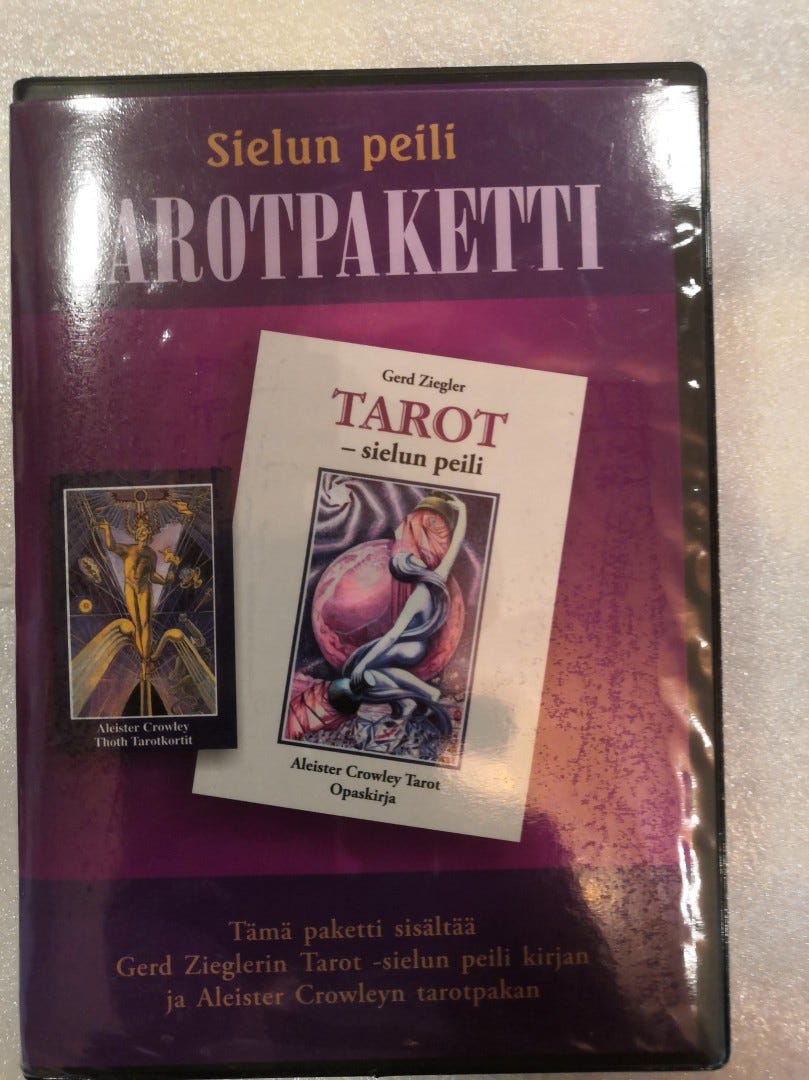 Sielun peili
TAROTPAKETTI
Gerd Ziegler
TAROT
– sielun peili
Aleister Crowley
Thoth Tarotkortit
Aleister Crowley Tarot
Opaskirja
Tämä paketti sisältää
Gerd Zieglerin Tarot -sielun peili kirjan
ja Aleister Crowleyn tarotpakan